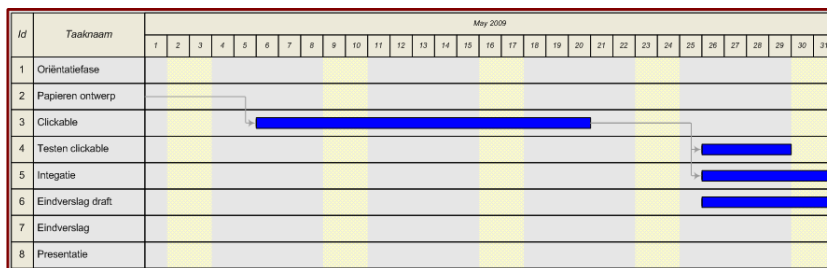 Id Taaknaam May 2009
1 2 3 4 5 6 7 8 9 10 11 12 13 14 15 16 17 18 19 20 21 22 23 24 25 26 27 28 29 30 31
1 Oriëntatiefase
2 Papieren ontwerp
3 Clickable
4 Testen clickable
5 Integatie
6 Eindverslag draft
7 Eindverslag
8 Presentatie